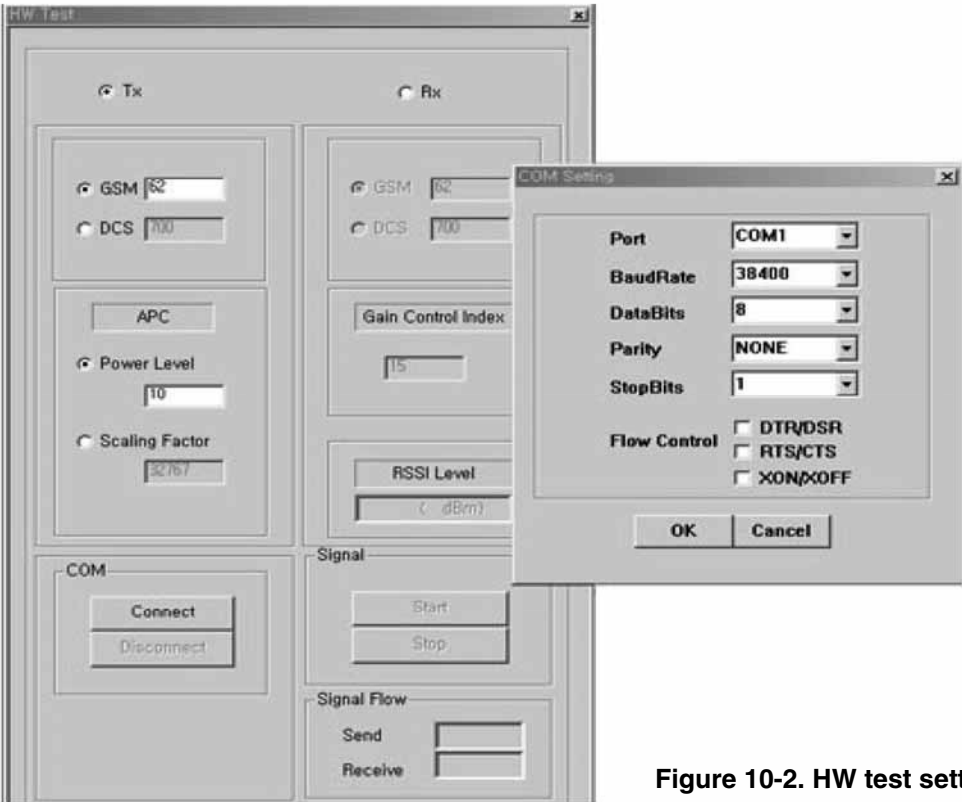 HW Test
Tx
Rx
GSM 62
DCS 700
GSM 62
DCS 700
APC
Power Level
10
Scaling Factor
32767
Gain Control Index
15
RSSI Level
( dBm)
COM
Connect
Disconnect
Signal
Start
Stop
Signal Flow
Send
Receive
COM Setting
Port COM1
BaudRate 38400
DataBits 8
Parity NONE
StopBits 1
Flow Control DTR/DSR
RTS/CTS
XON/XOFF
OK Cancel
Figure 10-2. HW test sett